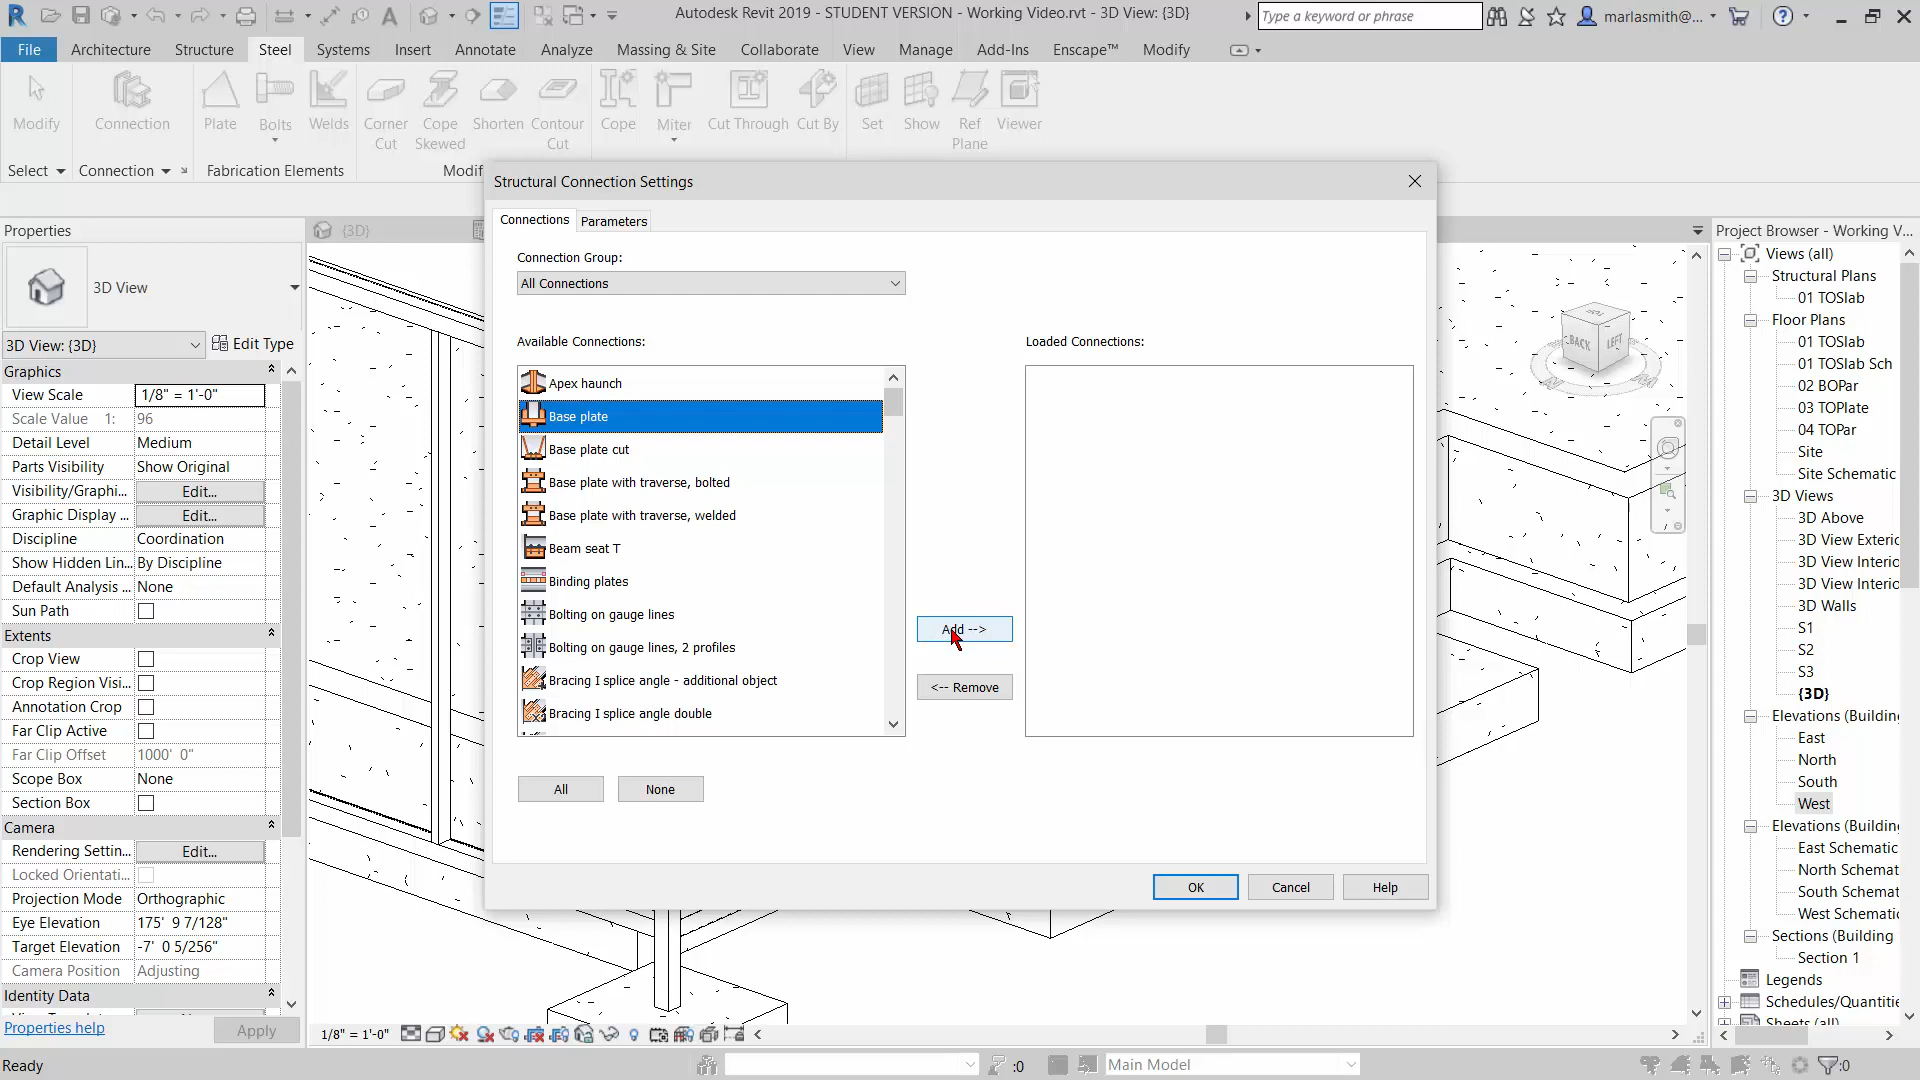 Autodesk Revit 2019 - STUDENT VERSION - Working Video.rvt - 3D View: {3D}
Type a keyword or phrase
marlasmith@...
File Architecture Structure Steel Systems Insert Annotate Analyze Massing & Site Collaborate View Manage Add-Ins Enscape™ Modify
Modify Connection Plate Bolts Welds Corner Cut Cope Skewed Shorten Contour Cut Cope Miter Cut Through Cut By Set Show Ref Plane Viewer
Select Connection Fabrication Elements Modif
Properties
3D View
3D View: {3D} Edit Type
Graphics
View Scale 1/8" = 1'-0"
Scale Value 1: 96
Detail Level Medium
Parts Visibility Show Original
Visibility/Graphi... Edit...
Graphic Display ... Edit...
Discipline Coordination
Show Hidden Lin... By Discipline
Default Analysis ... None
Sun Path
Extents
Crop View
Crop Region Visi...
Annotation Crop
Far Clip Active
Far Clip Offset 1000' 0"
Scope Box None
Section Box
Camera
Rendering Settin... Edit...
Locked Orientati...
Projection Mode Orthographic
Eye Elevation 175' 9 7/128"
Target Elevation -7' 0 5/256"
Camera Position Adjusting
Identity Data
Properties help Apply
Ready
{3D}
Structural Connection Settings
Connections Parameters
Connection Group:
All Connections
Available Connections:
Apex haunch
Base plate
Base plate cut
Base plate with traverse, bolted
Base plate with traverse, welded
Beam seat T
Binding plates
Bolting on gauge lines
Bolting on gauge lines, 2 profiles
Bracing I splice angle - additional object
Bracing I splice angle double
Add -->
<-- Remove
Loaded Connections:
All None
OK Cancel Help
BACK LEFT
1/8" = 1'-0"
:0
Main Model
:0
Project Browser - Working V...
Views (all)
Structural Plans
01 TOSlab
Floor Plans
01 TOSlab
01 TOSlab Sch
02 BOPar
03 TOPlate
04 TOPar
Site
Site Schematic
3D Views
3D Above
3D View Exteric
3D View Interio
3D View Interio
3D Walls
S1
S2
S3
{3D}
Elevations (Building
East
North
South
West
Elevations (Building
East Schematic
North Schemat
South Schemat
West Schematic
Sections (Building
Section 1
Legends
Schedules/Quantitie
Sheets (all)